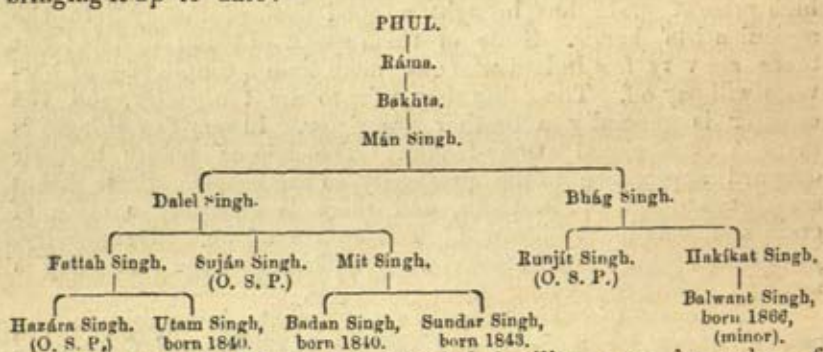 PHUL.
Ráma.
Bakhta.
Mán Singh.
Dalel Singh. Bhág Singh.
Fattah Singh. Suján Singh. Mit Singh. Runjít Singh. Hakíkat Singh.
(O. S. P.) (O. S. P.)
Hazára Singh. Utam Singh, Badan Singh, Sundar Singh, Balwant Singh,
(O. S. P.) born 1840. born 1840. born 1843. born 1866,
(minor).